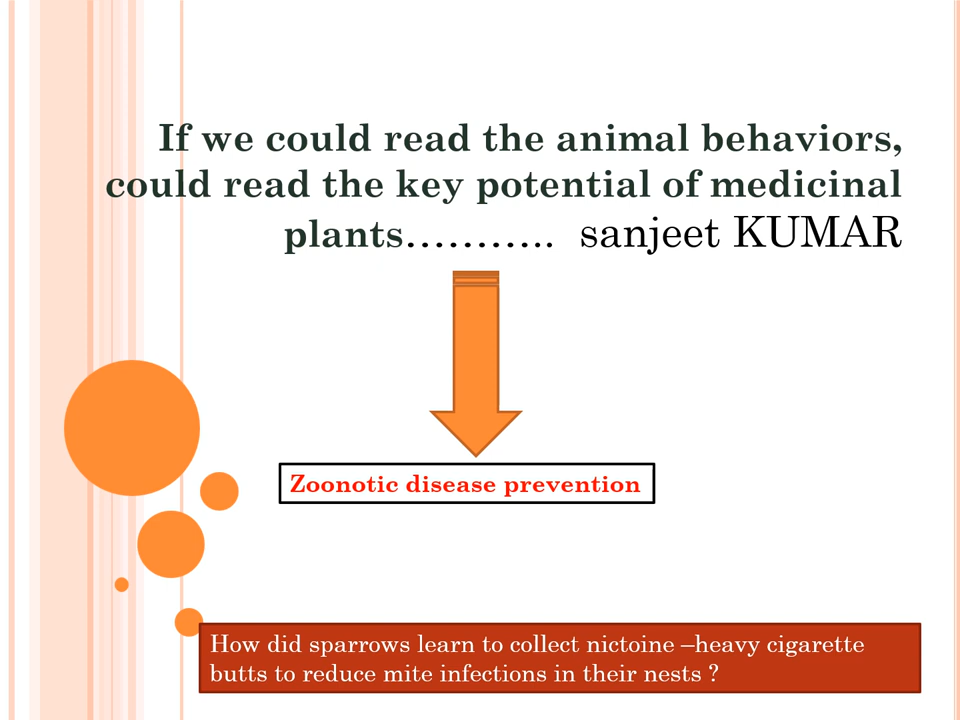 If we could read the animal behaviors,
could read the key potential of medicinal
plants……….. sanjeet KUMAR
Zoonotic disease prevention
How did sparrows learn to collect nictoine –heavy cigarette
butts to reduce mite infections in their nests ?